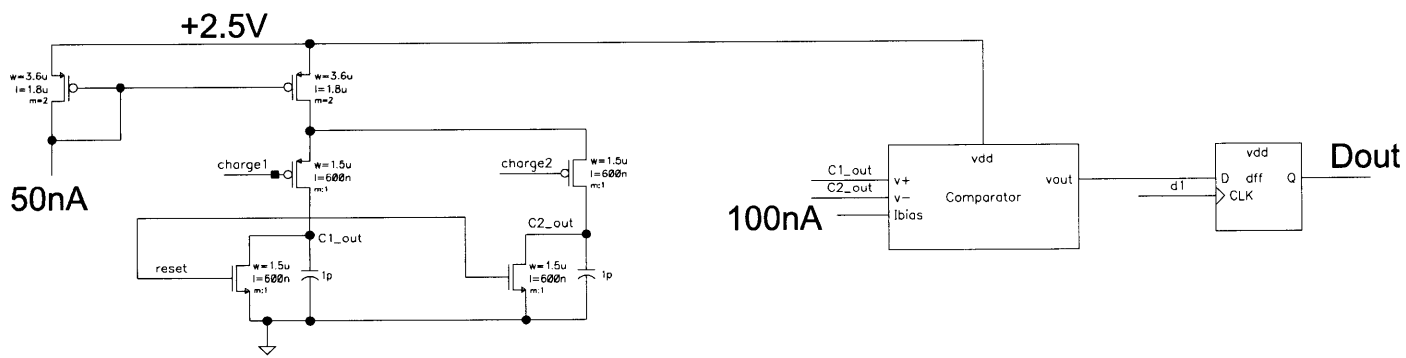 +2.5V
w=3.6u
l=1.8u
m=2
w=3.6u
l=1.8u
m=2
50nA
charge1
w=1.5u
l=600n
m:1
charge2
w=1.5u
l=600n
m:1
C1_out
C2_out
reset
w=1.5u
l=600n
m:1
1p
w=1.5u
l=600n
m:1
1p
vdd
C1_out
v+
C2_out
v-
100nA
Ibias
Comparator
vout
vdd
D dff Q
d1
CLK
Dout